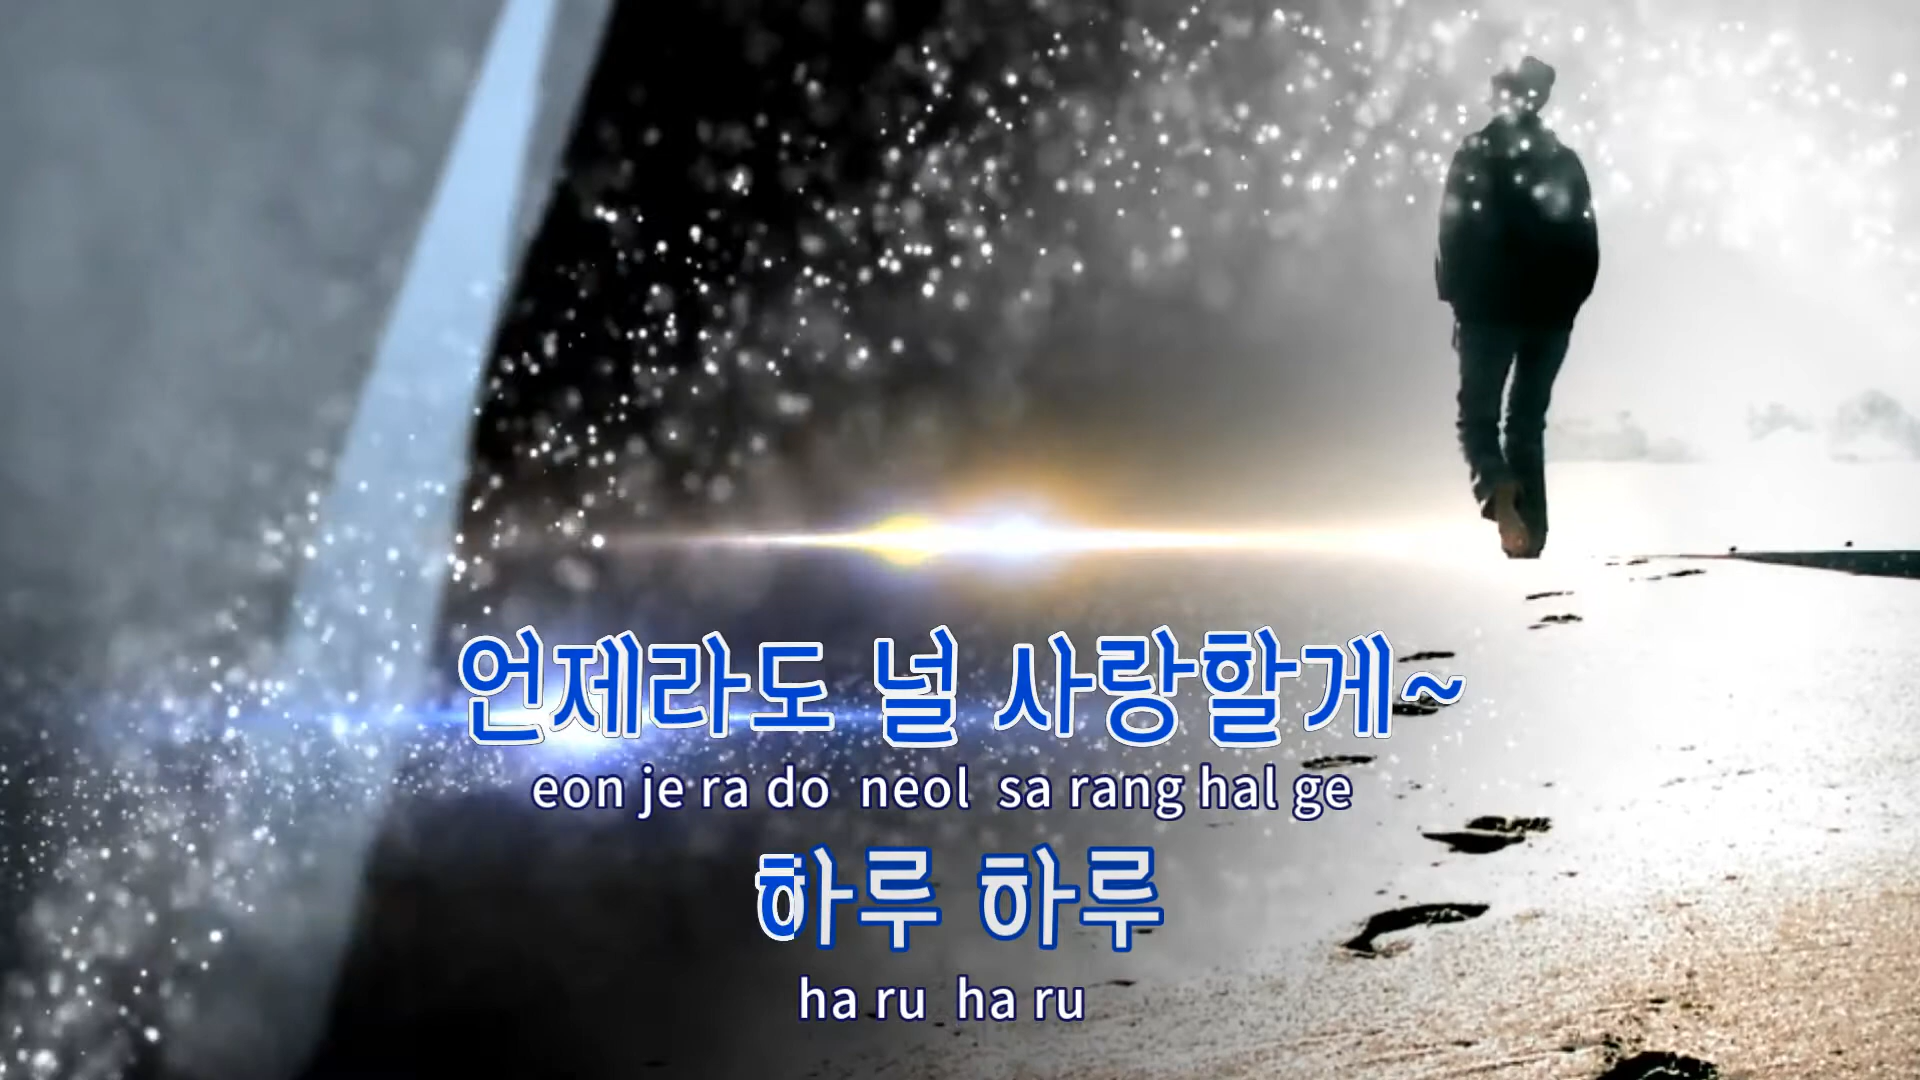 언제라도 널 사랑할게~
eon je ra do neol sa rang hal ge
하루 하루
ha ru ha ru